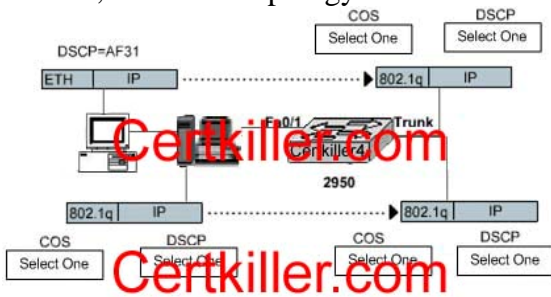 COS DSCP
Select One Select One
DSCP=AF31
ETH IP 802.1q IP
Fa0/1 Trunk
Certkiller.com
Certkiller4
2950
802.1q IP 802.1q IP
COS DSCP COS DSCP
Select One Select One Select One Select One
Certkiller.com